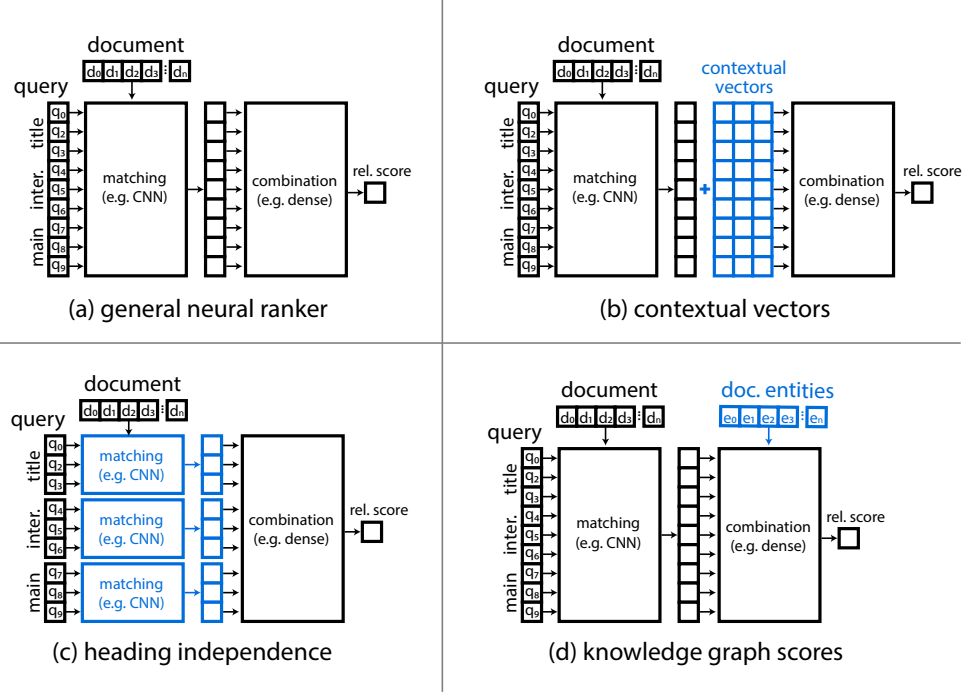 document
d₀ d₁ d₂ d₃ ⋮ dₙ
query
title
inter.
main
q₀
q₂
q₃
q₄
q₅
q₆
q₇
q₈
q₉
matching
(e.g. CNN)
combination
(e.g. dense)
rel. score
(a) general neural ranker
document
d₀ d₁ d₂ d₃ ⋮ dₙ
query
title
inter.
main
q₀
q₂
q₃
q₄
q₅
q₆
q₇
q₈
q₉
matching
(e.g. CNN)
+
contextual
vectors
combination
(e.g. dense)
rel. score
(b) contextual vectors
document
d₀ d₁ d₂ d₃ ⋮ dₙ
query
title
inter.
main
q₀
q₂
q₃
q₄
q₅
q₆
q₇
q₈
q₉
matching
(e.g. CNN)
matching
(e.g. CNN)
matching
(e.g. CNN)
combination
(e.g. dense)
rel. score
(c) heading independence
document
d₀ d₁ d₂ d₃ ⋮ dₙ
doc. entities
e₀ e₁ e₂ e₃ ⋮ eₙ
query
title
inter.
main
q₀
q₂
q₃
q₄
q₅
q₆
q₇
q₈
q₉
matching
(e.g. CNN)
combination
(e.g. dense)
rel. score
(d) knowledge graph scores